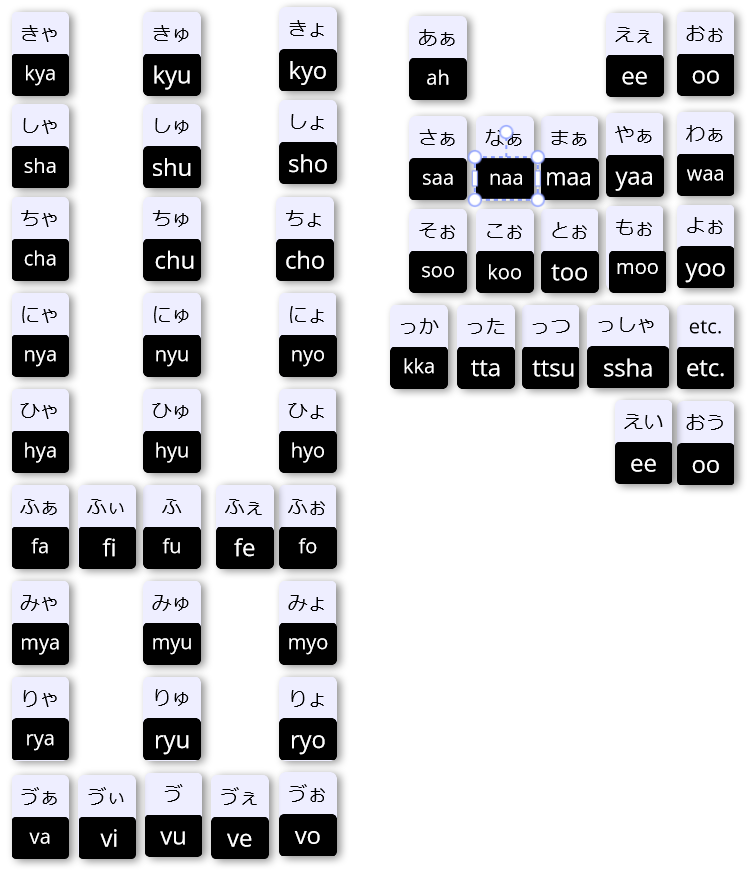 きゃ きゅ きょ
kya kyu kyo
しゃ しゅ しょ
sha shu sho
ちゃ ちゅ ちょ
cha chu cho
にゃ にゅ にょ
nya nyu nyo
ひゃ ひゅ ひょ
hya hyu hyo
ふぁ ふぃ ふ ふぇ ふぉ
fa fi fu fe fo
みゃ みゅ みょ
mya myu myo
りゃ りゅ りょ
rya ryu ryo
ゔぁ ゔぃ ゔ ゔぇ ゔぉ
va vi vu ve vo
あぁ えぇ おぉ
ah ee oo
さぁ なぁ まぁ やぁ わぁ
saa naa maa yaa waa
そぉ こぉ とぉ もぉ よぉ
soo koo too moo yoo
っか った っつ っしゃ etc.
kka tta ttsu ssha etc.
えい おう
ee oo